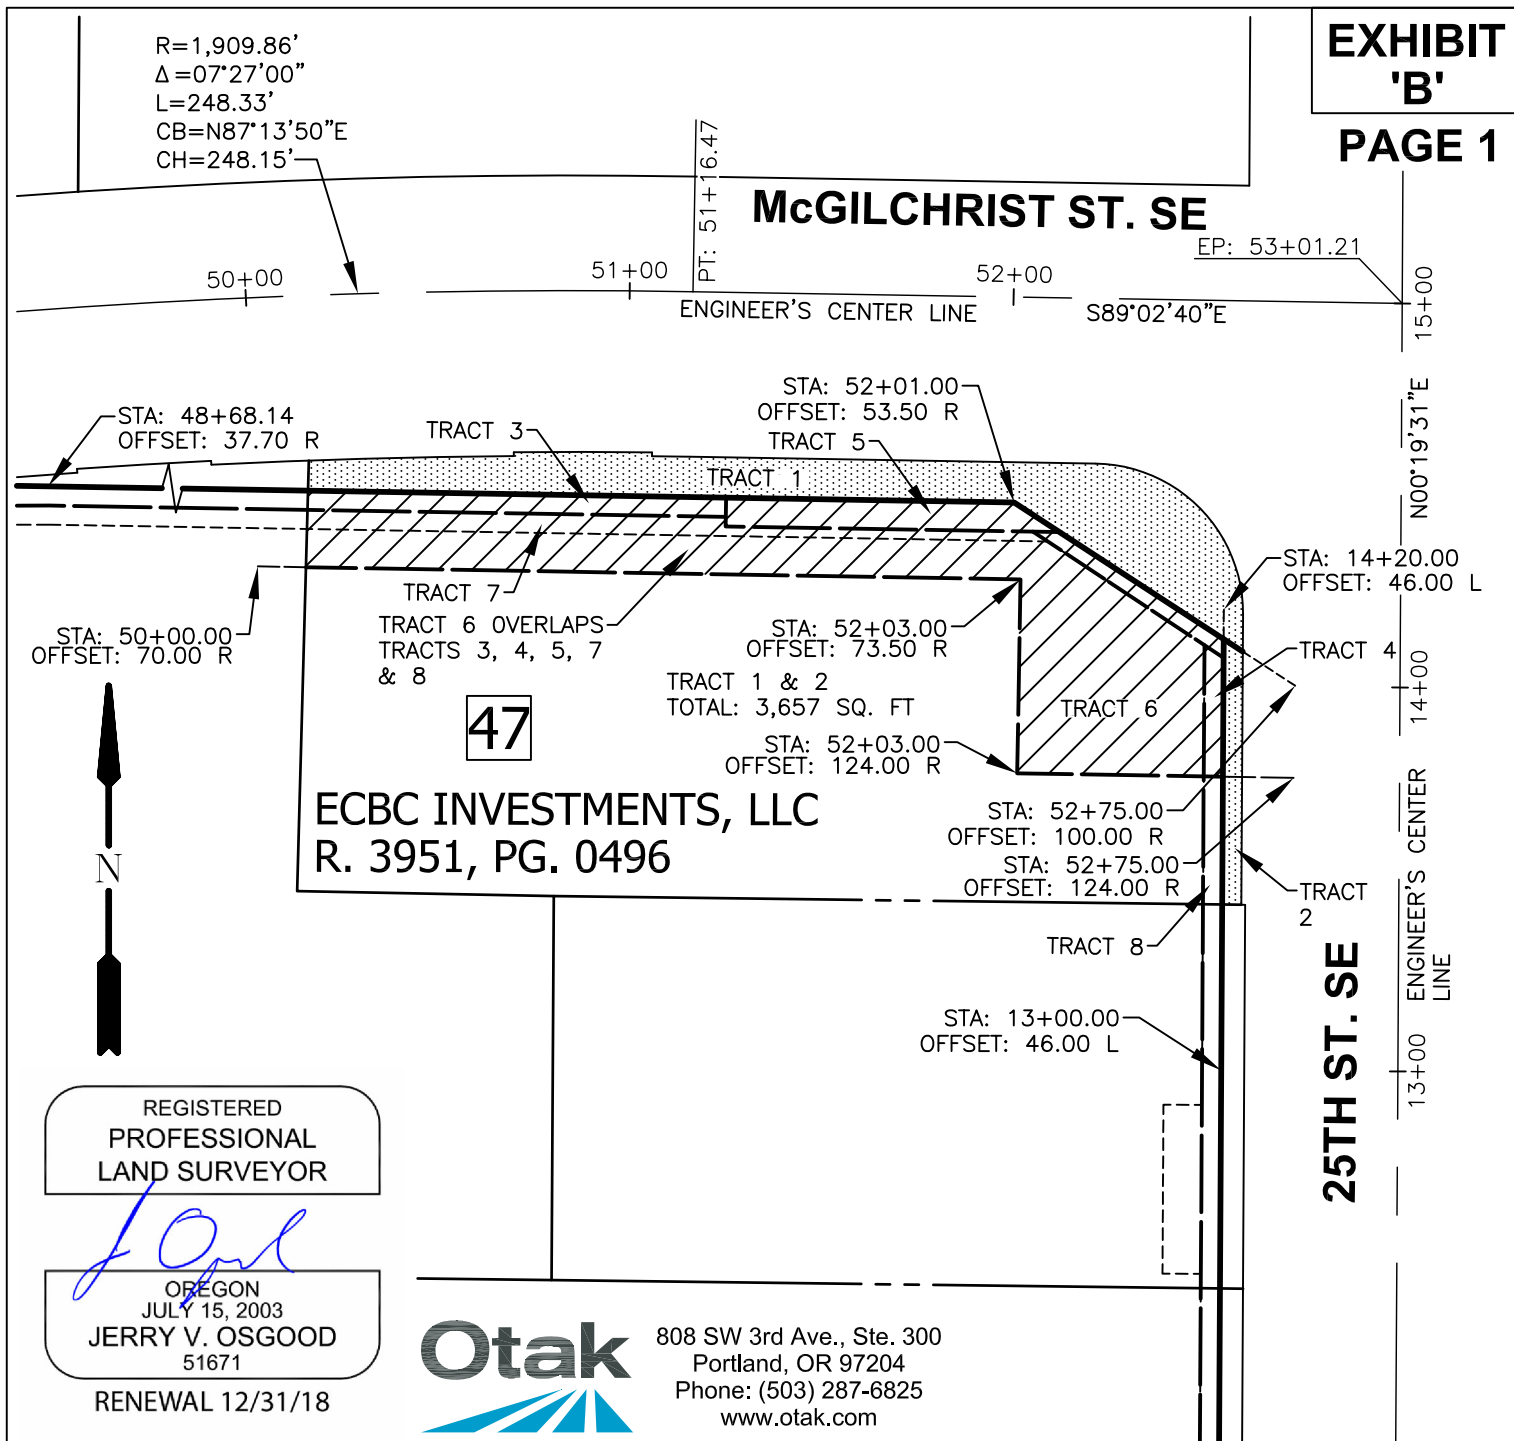 EXHIBIT
'B'
PAGE 1
R=1,909.86'
Δ=07°27'00"
L=248.33'
CB=N87°13'50"E
CH=248.15'
PT: 51+16.47
McGILCHRIST ST. SE
EP: 53+01.21
50+00
51+00
52+00
15+00
ENGINEER'S CENTER LINE
S89°02'40"E
N00°19'31"E
STA: 48+68.14
OFFSET: 37.70 R
TRACT 3
STA: 52+01.00
OFFSET: 53.50 R
TRACT 5
TRACT 1
STA: 14+20.00
OFFSET: 46.00 L
TRACT 7
STA: 50+00.00
OFFSET: 70.00 R
TRACT 6 OVERLAPS
TRACTS 3, 4, 5, 7
& 8
STA: 52+03.00
OFFSET: 73.50 R
TRACT 4
TRACT 1 & 2
TOTAL: 3,657 SQ. FT
TRACT 6
14+00
47
STA: 52+03.00
OFFSET: 124.00 R
ECBC INVESTMENTS, LLC
R. 3951, PG. 0496
STA: 52+75.00
OFFSET: 100.00 R
STA: 52+75.00
OFFSET: 124.00 R
TRACT
2
TRACT 8
ENGINEER'S CENTER
LINE
25TH ST. SE
STA: 13+00.00
OFFSET: 46.00 L
13+00
N
REGISTERED
PROFESSIONAL
LAND SURVEYOR
OREGON
JULY 15, 2003
JERRY V. OSGOOD
51671
RENEWAL 12/31/18
Otak
808 SW 3rd Ave., Ste. 300
Portland, OR 97204
Phone: (503) 287-6825
www.otak.com